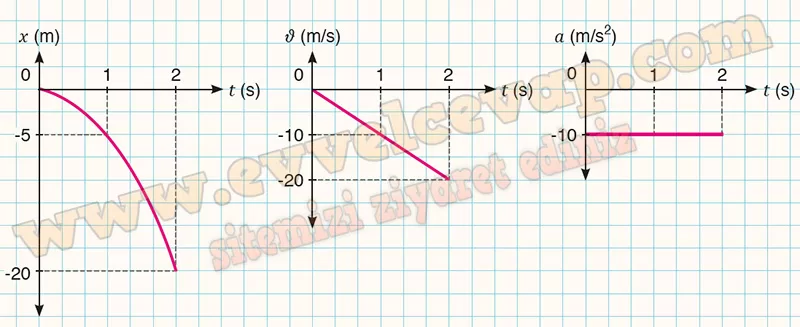 x (m)
0 1 2 t (s)
-5
-20
ϑ (m/s)
0 1 2 t (s)
-10
-20
a (m/s²)
0 1 2 t (s)
-10
www.evvelcevap.com
sitemizi ziyaret ediniz